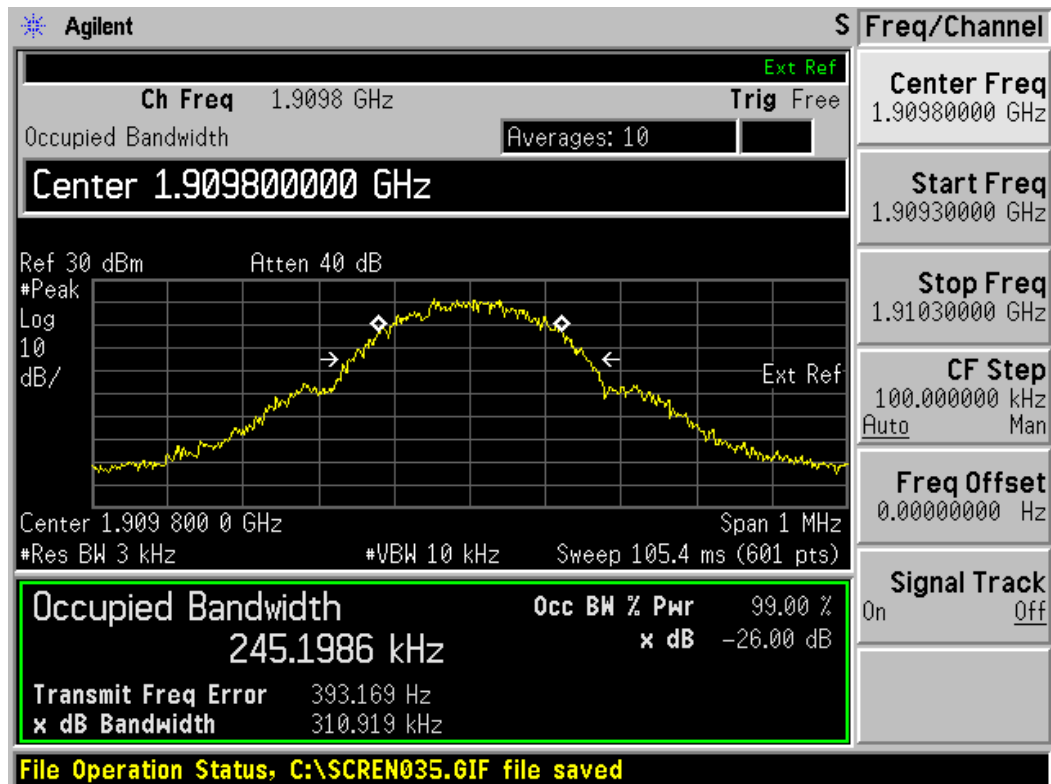 Agilent S Freq/Channel
Ext Ref
Ch Freq 1.9098 GHz Trig Free
Occupied Bandwidth Averages: 10
Center 1.909800000 GHz
Ref 30 dBm Atten 40 dB
#Peak
Log
10
dB/
Ext Ref
Center 1.909 800 0 GHz Span 1 MHz
#Res BW 3 kHz #VBW 10 kHz Sweep 105.4 ms (601 pts)
Occupied Bandwidth Occ BW % Pwr 99.00 %
245.1986 kHz x dB -26.00 dB
Transmit Freq Error 393.169 Hz
x dB Bandwidth 310.919 kHz
Center Freq
1.90980000 GHz
Start Freq
1.90930000 GHz
Stop Freq
1.91030000 GHz
CF Step
100.000000 kHz
Auto Man
Freq Offset
0.00000000 Hz
Signal Track
On Off
File Operation Status, C:\SCREN035.GIF file saved